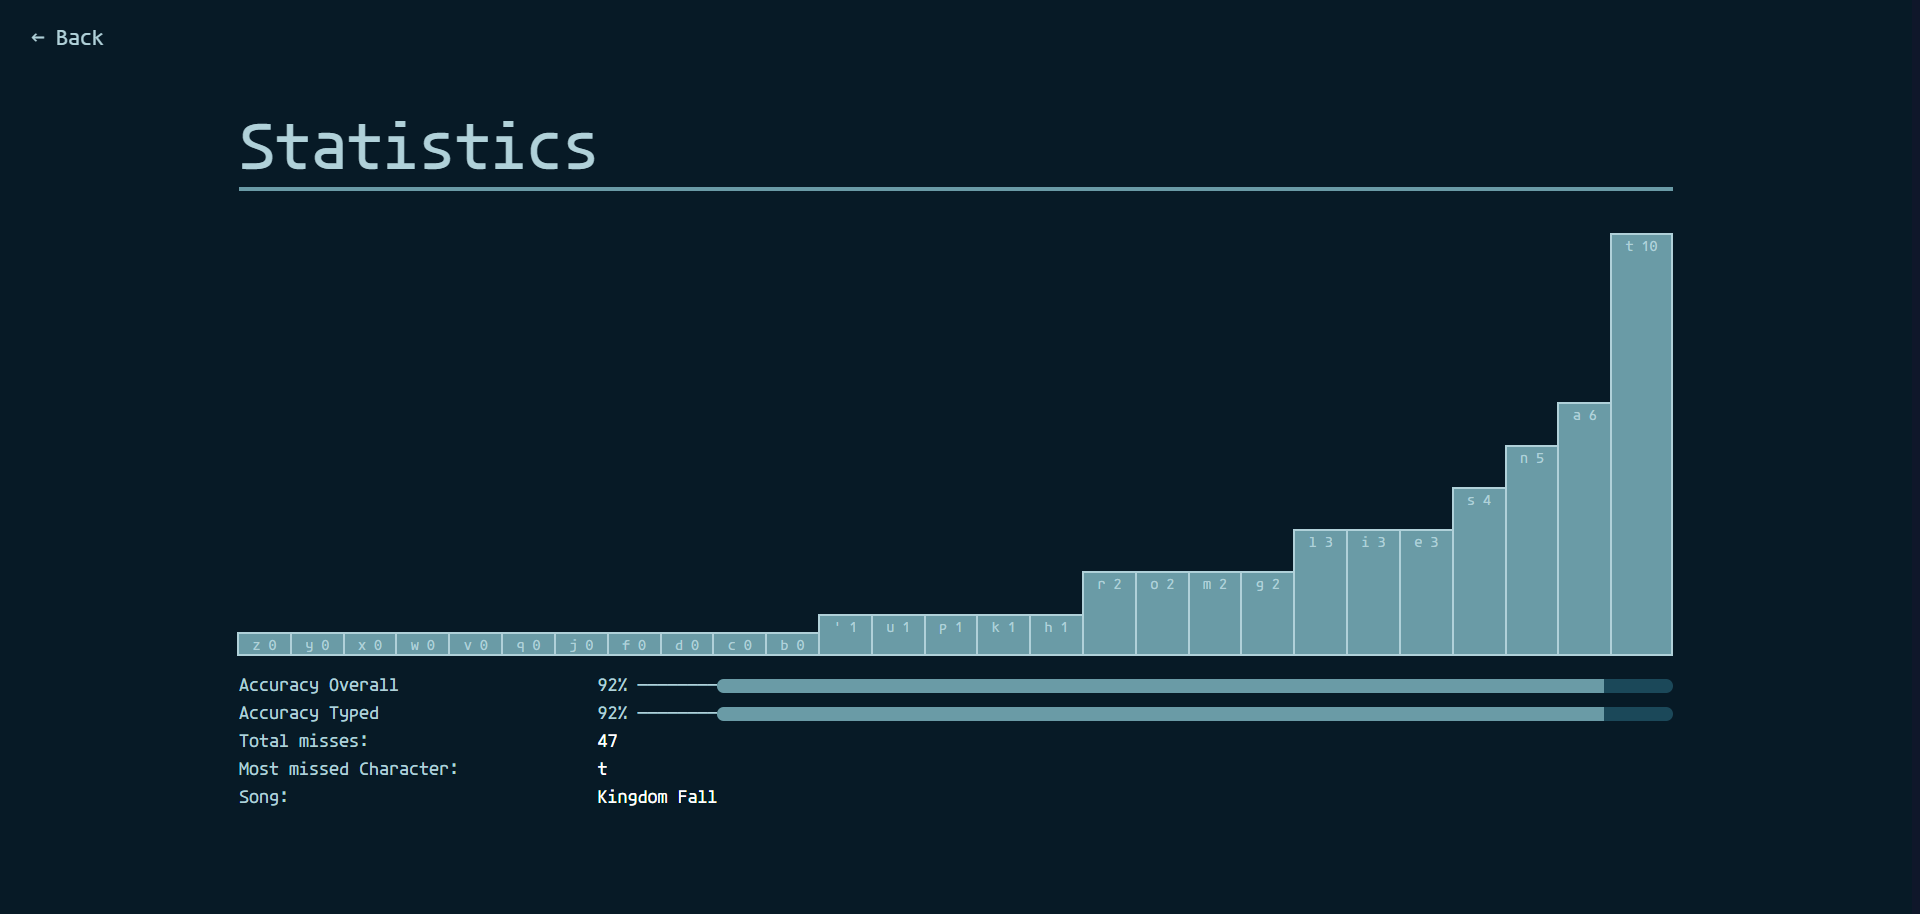 ← Back
Statistics
t 10
a 6
n 5
s 4
l 3 i 3 e 3
r 2 o 2 m 2 g 2
' 1 u 1 p 1 k 1 h 1
z 0 y 0 x 0 w 0 v 0 q 0 j 0 f 0 d 0 c 0 b 0
Accuracy Overall 92%
Accuracy Typed 92%
Total misses: 47
Most missed Character: t
Song: Kingdom Fall